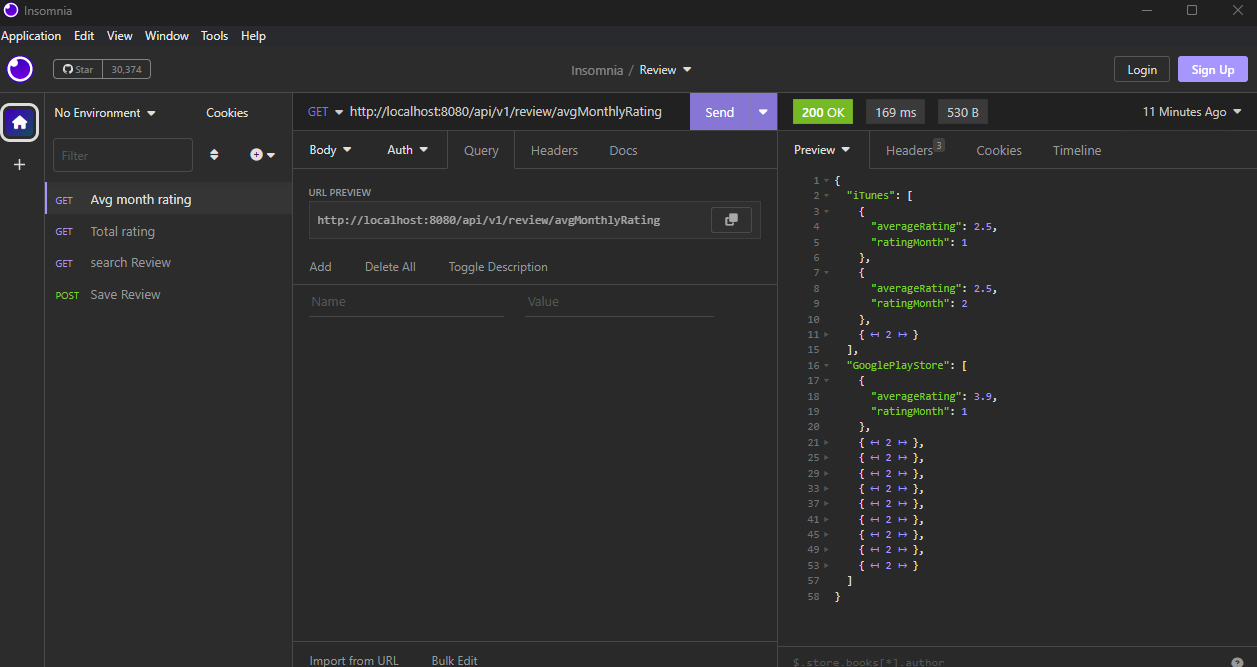 Insomnia
Application Edit View Window Tools Help
Star 30,374
Insomnia / Review
Login Sign Up
No Environment Cookies
Filter
GET Avg month rating
GET Total rating
GET search Review
POST Save Review
GET http://localhost:8080/api/v1/review/avgMonthlyRating Send
Body Auth Query Headers Docs
URL PREVIEW
http://localhost:8080/api/v1/review/avgMonthlyRating
Add Delete All Toggle Description
Name Value
Import from URL Bulk Edit
200 OK 169 ms 530 B 11 Minutes Ago
Preview Headers 3 Cookies Timeline
1 {
2 "iTunes": [
3 {
4 "averageRating": 2.5,
5 "ratingMonth": 1
6 },
7 {
8 "averageRating": 2.5,
9 "ratingMonth": 2
10 },
11 { ↤ 2 ↦ }
15 ],
16 "GooglePlayStore": [
17 {
18 "averageRating": 3.9,
19 "ratingMonth": 1
20 },
21 { ↤ 2 ↦ },
25 { ↤ 2 ↦ },
29 { ↤ 2 ↦ },
33 { ↤ 2 ↦ },
37 { ↤ 2 ↦ },
41 { ↤ 2 ↦ },
45 { ↤ 2 ↦ },
49 { ↤ 2 ↦ },
53 { ↤ 2 ↦ }
57 ]
58 }
$.store.books[*].author